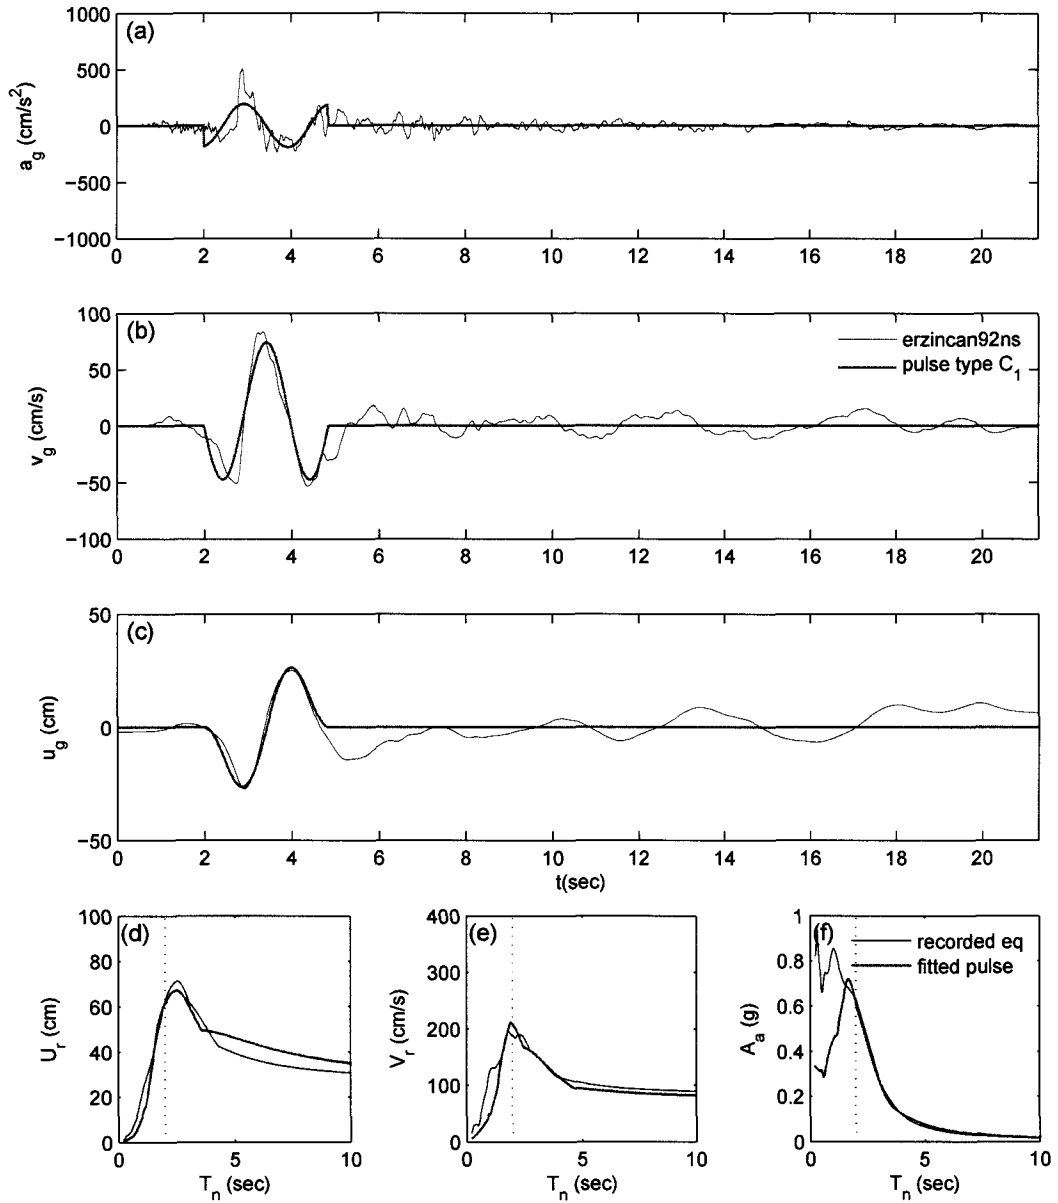 1000
(a)
500
0
−500
−1000
a_g (cm/s²)
0 2 4 6 8 10 12 14 16 18 20
100
(b)
50
0
−50
−100
v_g (cm/s)
erzincan92ns
pulse type C₁
0 2 4 6 8 10 12 14 16 18 20
50
(c)
0
−50
u_g (cm)
0 2 4 6 8 10 12 14 16 18 20
t(sec)
100
(d)
80
60
40
20
0
U_r (cm)
0 5 10
T_n (sec)
400
(e)
300
200
100
0
V_r (cm/s)
0 5 10
T_n (sec)
1
(f)
0.8
0.6
0.4
0.2
0
A_a (g)
recorded eq
fitted pulse
0 5 10
T_n (sec)